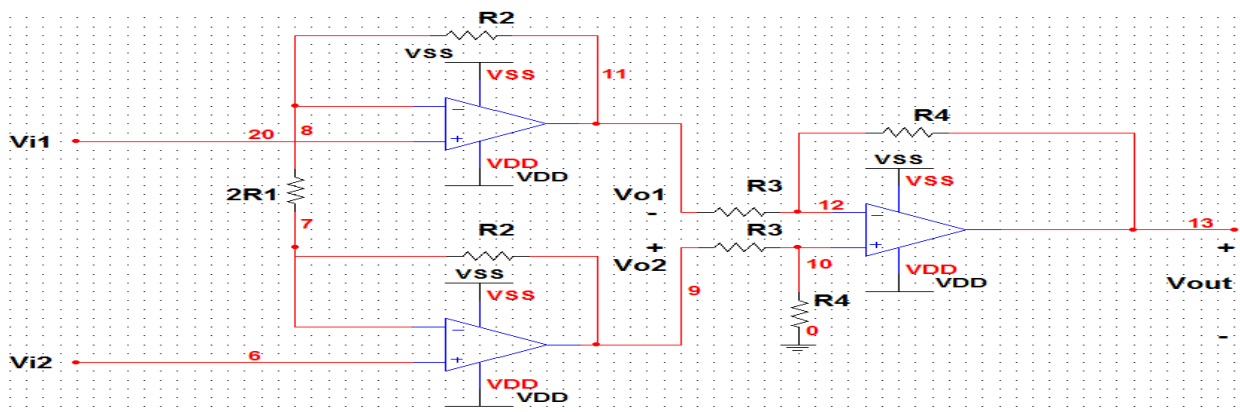 R2
VSS
VSS
11
20
8
Vi1
R4
VDD
VDD
VSS
VSS
2R1
R3
Vo1
12
-
7
R2
13
+
R3
+
Vo2
10
VSS
VDD
VDD
Vout
VSS
9
R4
0
-
6
Vi2
VDD
VDD